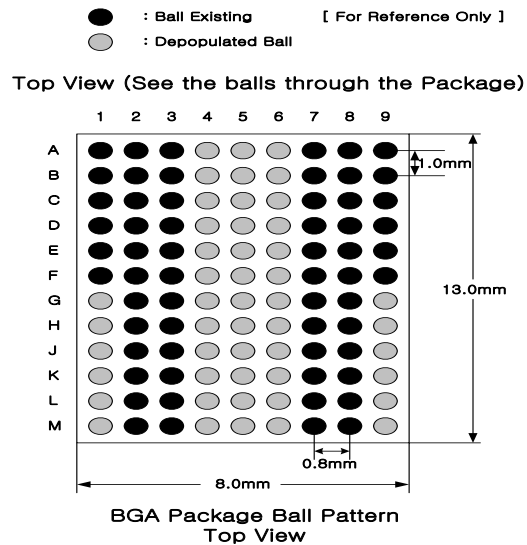 : Ball Existing [ For Reference Only ]
: Depopulated Ball
Top View (See the balls through the Package)
1 2 3 4 5 6 7 8 9
A
1.0mm
B
C
D
E
F
13.0mm
G
H
J
K
L
M
0.8mm
8.0mm
BGA Package Ball Pattern
Top View